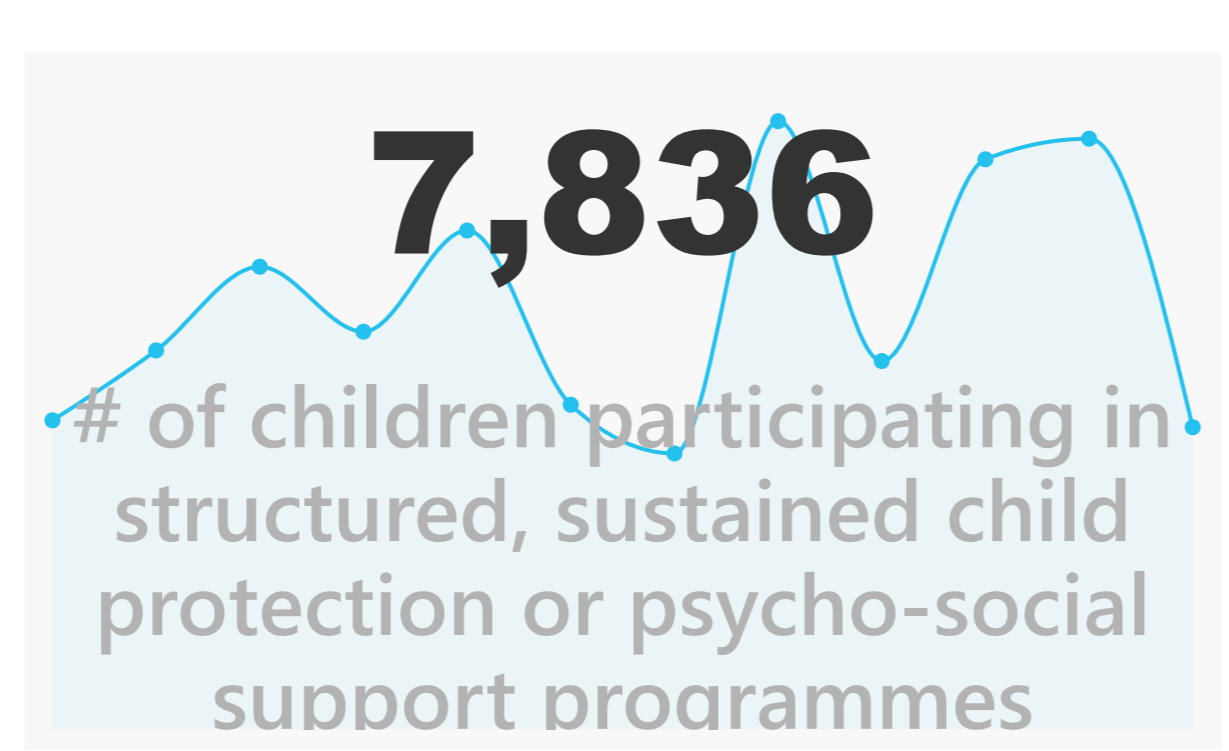 7,836
# of children participating in
structured, sustained child
protection or psycho-social
support programmes